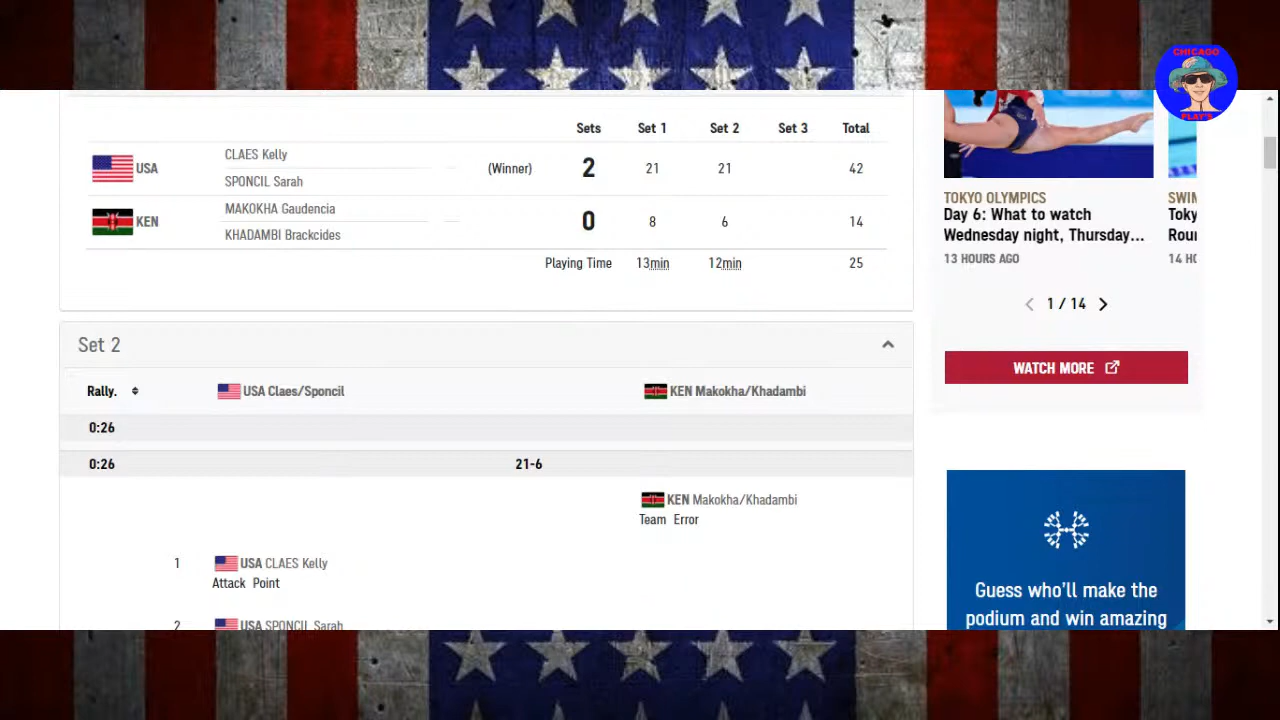 CHICAGO
PLAY'S
Sets Set 1 Set 2 Set 3 Total
USA
CLAES Kelly
SPONCIL Sarah
(Winner) 2 21 21 42
KEN
MAKOKHA Gaudencia
KHADAMBI Brackcides
0 8 6 14
Playing Time 13min 12min 25
Set 2
Rally. USA Claes/Sponcil KEN Makokha/Khadambi
0:26
0:26 21-6
KEN Makokha/Khadambi
Team Error
1 USA CLAES Kelly
Attack Point
2 USA SPONCIL Sarah
TOKYO OLYMPICS
Day 6: What to watch
Wednesday night, Thursday...
13 HOURS AGO
SWIM
Toky
Roun
14 HO
1 / 14
WATCH MORE
Guess who'll make the
podium and win amazing